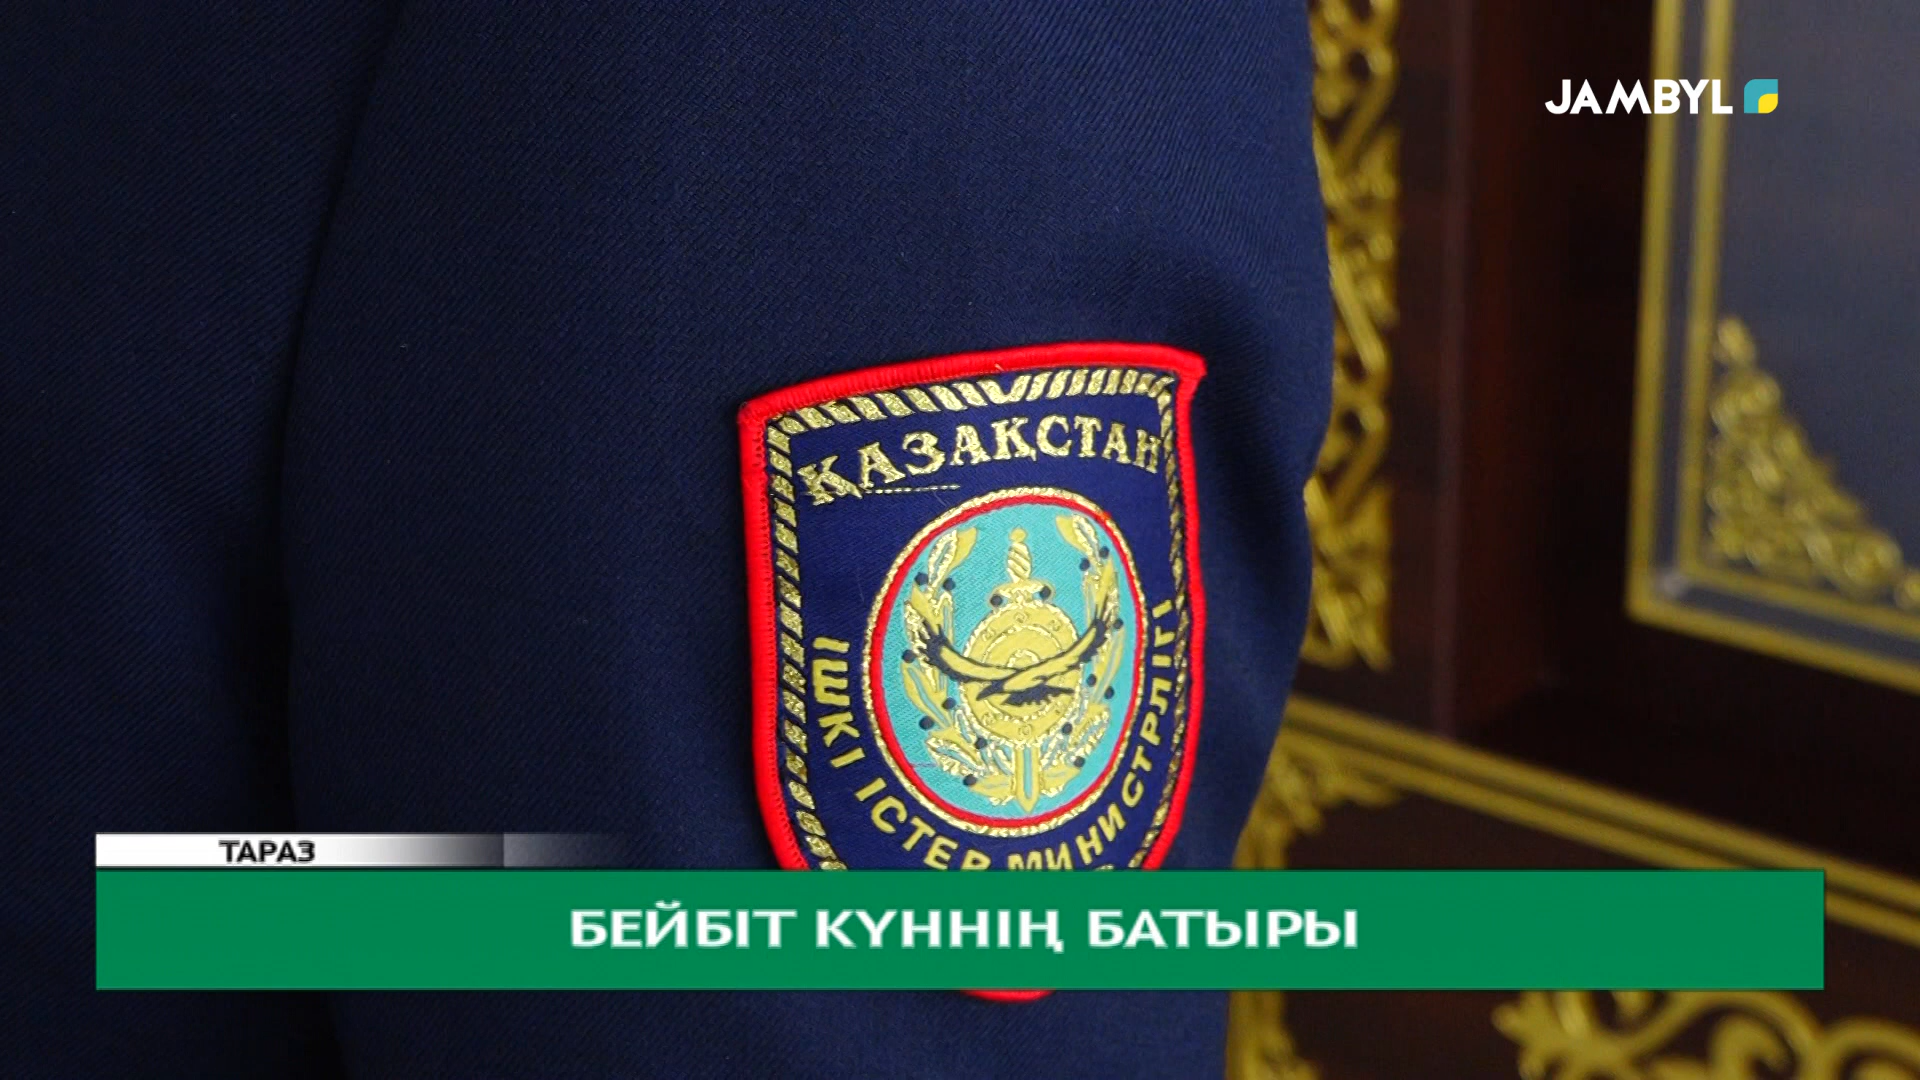 JAMBYL
ҚАЗАҚСТАН
ІШКІ ІСТЕР МИНИСТРЛІГІ
ТАРАЗ
БЕЙБІТ КҮННІҢ БАТЫРЫ